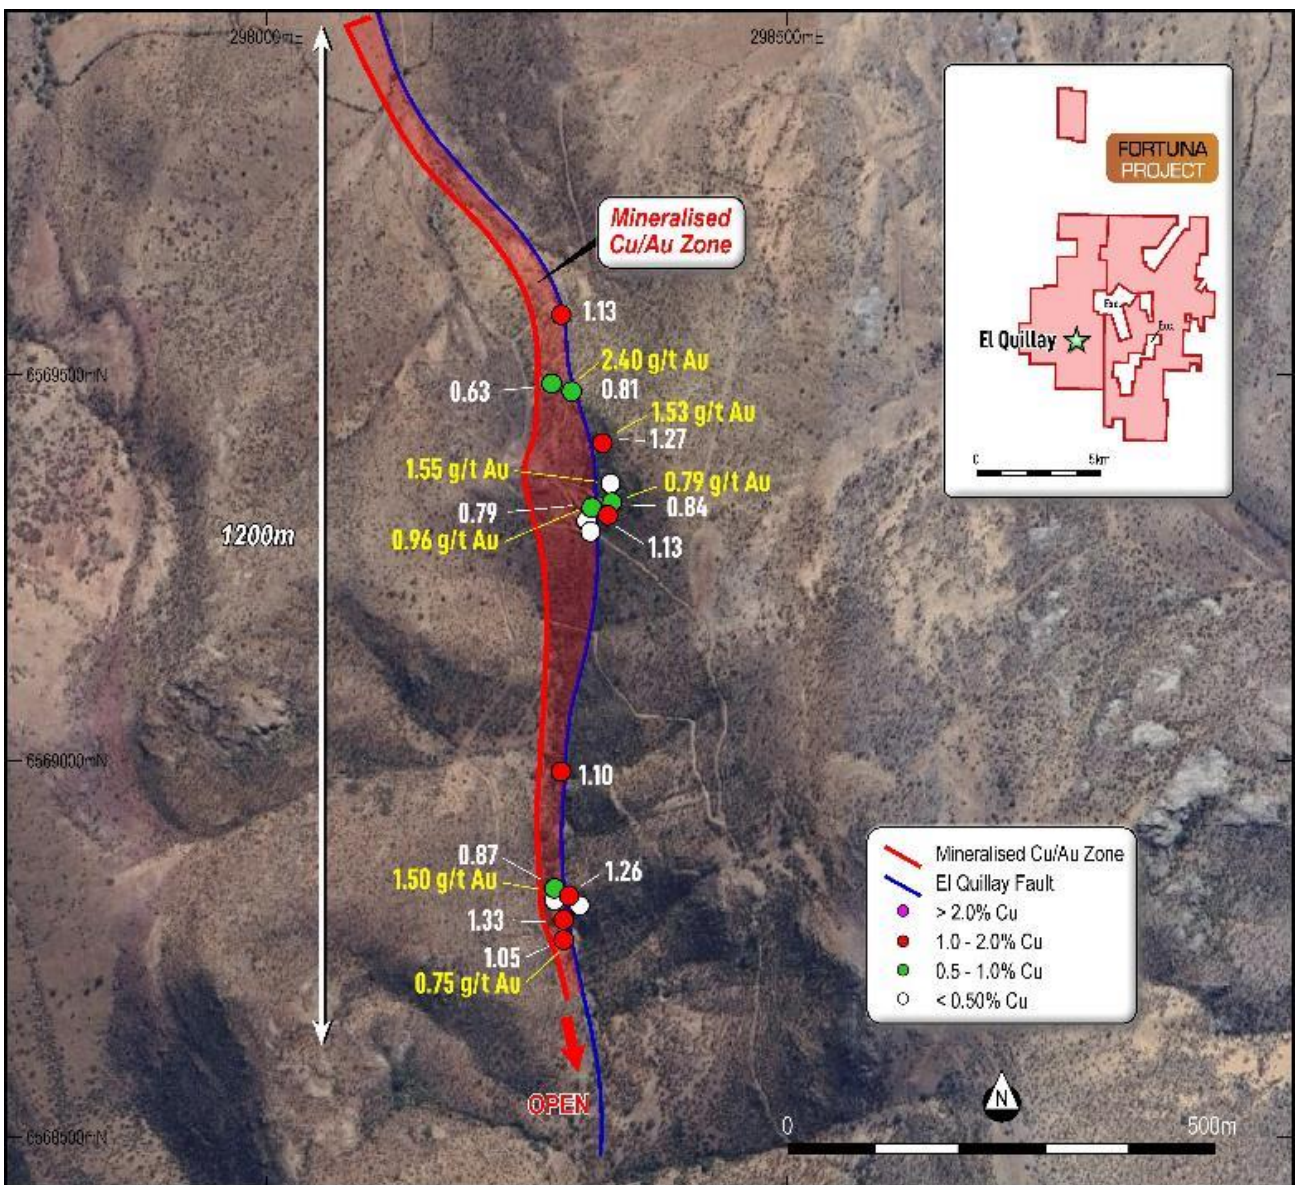 298000mE
298500mE
FORTUNA
PROJECT
Mineralised
Cu/Au Zone
1.13
El Quillay
2.40 g/t Au
6569500mN
0.63
0.81
1.53 g/t Au
1.27
0
5km
1.55 g/t Au
0.79 g/t Au
0.79
0.84
1200m
0.96 g/t Au
1.13
6569000mN
1.10
0.87
1.26
1.50 g/t Au
1.33
1.05
0.75 g/t Au
Mineralised Cu/Au Zone
El Quillay Fault
> 2.0% Cu
1.0 - 2.0% Cu
0.5 - 1.0% Cu
< 0.50% Cu
N
OPEN
0
500m
6568500mN